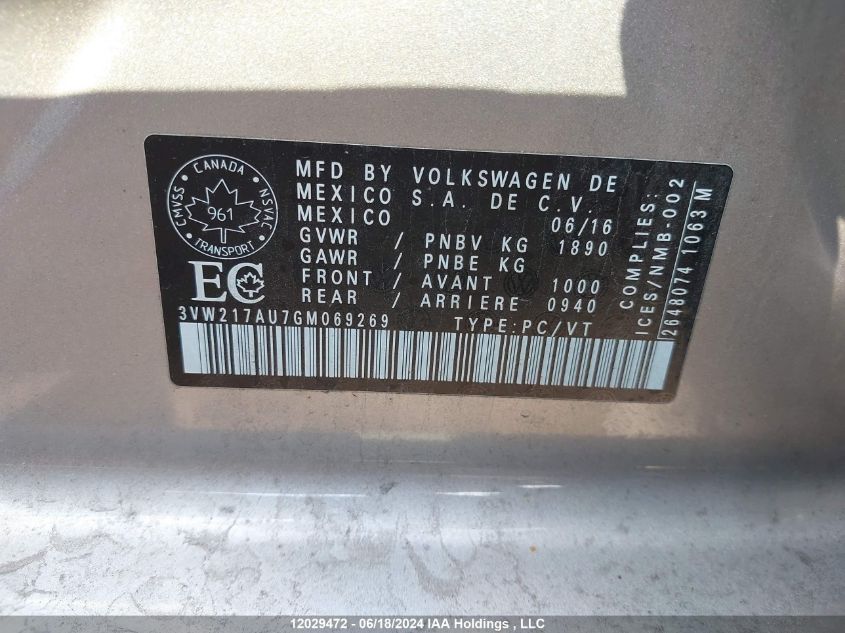 CANADA
CMVSS
NSVAC
961
TRANSPORT
EC
MFD BY VOLKSWAGEN DE
MEXICO S.A. DE C.V.
MEXICO 06/16
GVWR / PNBV KG 1890
GAWR / PNBE KG
FRONT / AVANT 1000
REAR / ARRIERE 0940
3VW217AU7GM069269 TYPE:PC/VT
COMPLIES:
ICES/NMB-002
2648074 1063 M
12029472 - 06/18/2024 IAA Holdings, LLC